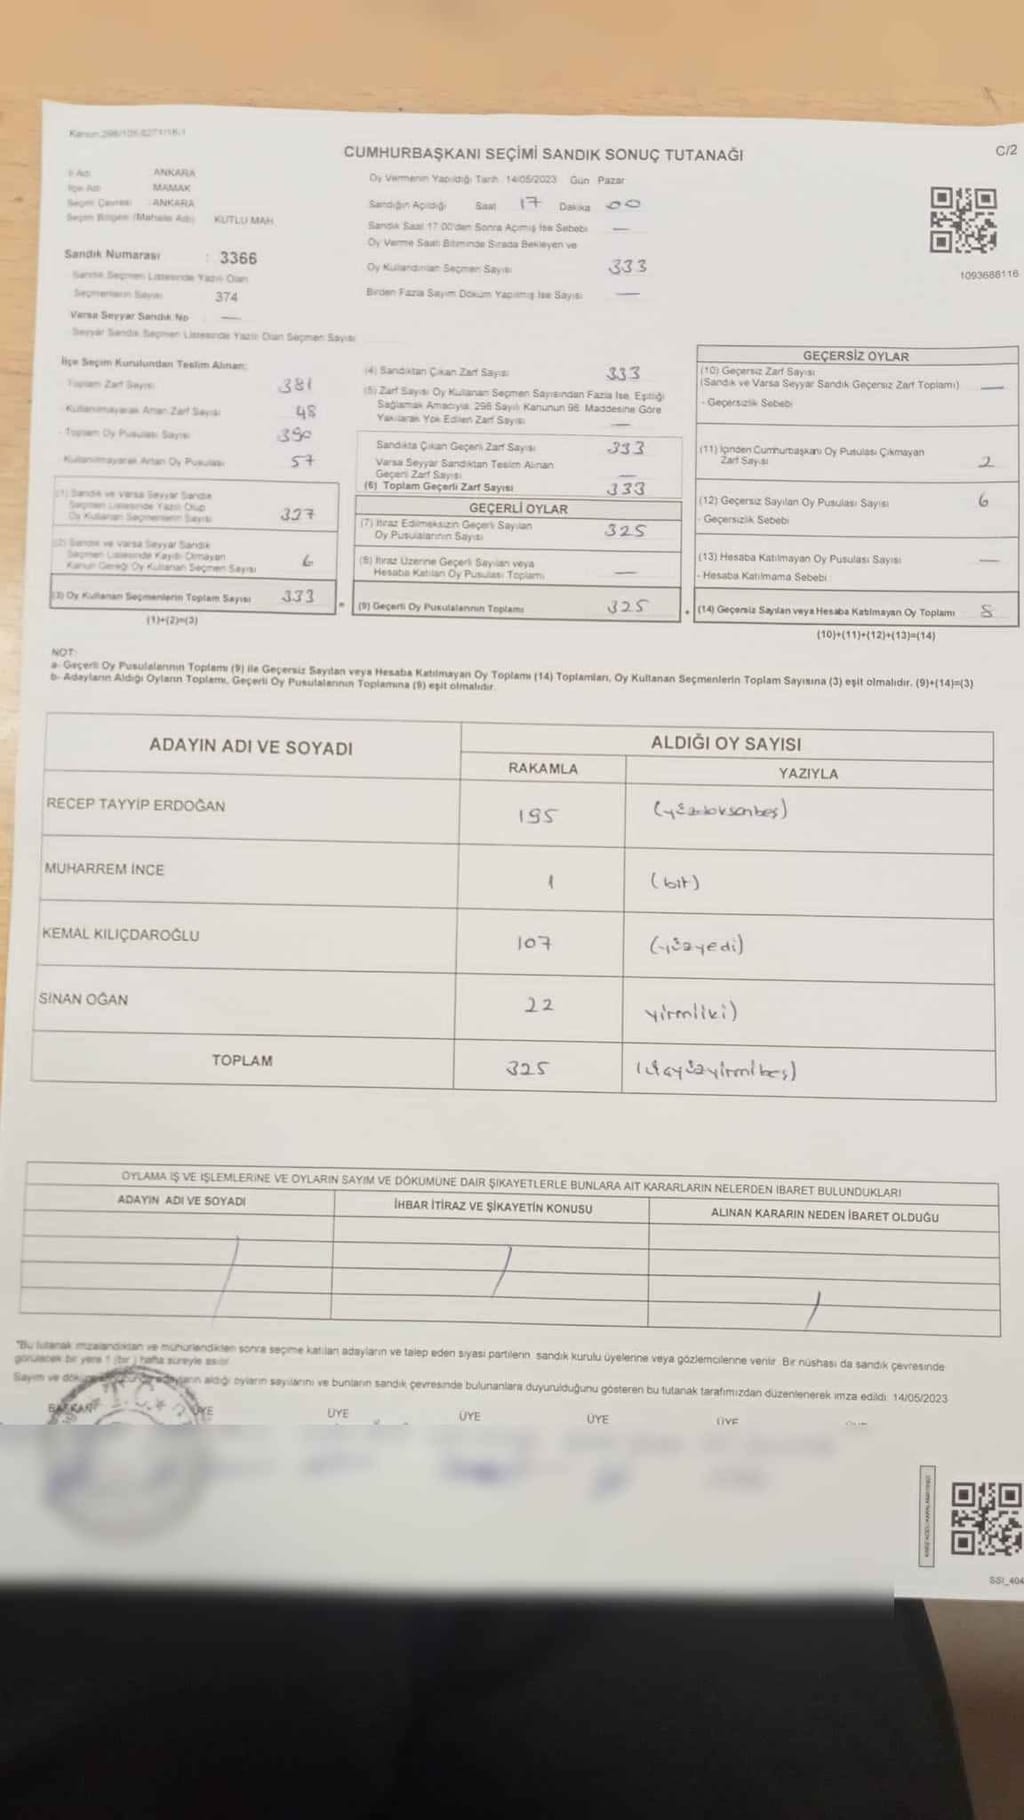 Kanun:298/105-6271/16-1
CUMHURBAŞKANI SEÇİMİ SANDIK SONUÇ TUTANAĞI
C/2
İl Adı ANKARA
İlçe Adı MAMAK
Seçim Çevresi : ANKARA
Seçim Bölgesi (Mahalle Adı) KUTLU MAH.
Sandık Numarası : 3366
Sandık Seçmen Listesinde Yazılı Olan
Seçmenlerin Sayısı 374
Varsa Seyyar Sandık No —
Seyyar Sandık Seçmen Listesinde Yazılı Olan Seçmen Sayısı
Oy Vermenin Yapıldığı Tarih 14/05/2023 Gün Pazar
Sandığın Açıldığı Saat 17 Dakika 00
Sandık Saat 17.00'den Sonra Açılmış İse Sebebi —
Oy Verme Saati Bitiminde Sırada Bekleyen ve
Oy Kullandırılan Seçmen Sayısı 333
Birden Fazla Sayım Döküm Yapılmış İse Sayısı —
1093688116
İlçe Seçim Kurulundan Teslim Alınan;
Toplam Zarf Sayısı 381
- Kullanılmayarak Artan Zarf Sayısı 48
- Toplam Oy Pusulası Sayısı 390
- Kullanılmayarak Artan Oy Pusulası 57
(1) Sandık ve Varsa Seyyar Sandık
Seçmen Listesinde Yazılı Olup
Oy Kullanan Seçmenlerin Sayısı 327
(2) Sandık ve Varsa Seyyar Sandık
Seçmen Listesinde Kayıtlı Olmayan
Kanun Gereği Oy Kullanan Seçmen Sayısı 6
(3) Oy Kullanan Seçmenlerin Toplam Sayısı 333
(1)+(2)=(3)
(4) Sandıktan Çıkan Zarf Sayısı 333
(5) Zarf Sayısı Oy Kullanan Seçmen Sayısından Fazla İse, Eşitliği
Sağlamak Amacıyla, 298 Sayılı Kanunun 98. Maddesine Göre
Yakılarak Yok Edilen Zarf Sayısı —
Sandıkta Çıkan Geçerli Zarf Sayısı 333
Varsa Seyyar Sandıktan Teslim Alınan
Geçerli Zarf Sayısı —
(6) Toplam Geçerli Zarf Sayısı 333
GEÇERLİ OYLAR
(7) İtiraz Edilmeksizin Geçerli Sayılan
Oy Pusulalarının Sayısı 325
(8) İtiraz Üzerine Geçerli Sayılan veya
Hesaba Katılan Oy Pusulası Toplamı —
= (9) Geçerli Oy Pusulalarının Toplamı 325
GEÇERSİZ OYLAR
(10) Geçersiz Zarf Sayısı
(Sandık ve Varsa Seyyar Sandık Geçersiz Zarf Toplamı) —
- Geçersizlik Sebebi
(11) İçinden Cumhurbaşkanı Oy Pusulası Çıkmayan
Zarf Sayısı 2
(12) Geçersiz Sayılan Oy Pusulası Sayısı 6
- Geçersizlik Sebebi
(13) Hesaba Katılmayan Oy Pusulası Sayısı —
- Hesaba Katılmama Sebebi
+ (14) Geçersiz Sayılan veya Hesaba Katılmayan Oy Toplamı 8
(10)+(11)+(12)+(13)=(14)
NOT:
a- Geçerli Oy Pusulalarının Toplamı (9) ile Geçersiz Sayılan veya Hesaba Katılmayan Oy Toplamı (14) Toplamları, Oy Kullanan Seçmenlerin Toplam Sayısına (3) eşit olmalıdır. (9)+(14)=(3)
b- Adayların Aldığı Oyların Toplamı, Geçerli Oy Pusulalarının Toplamına (9) eşit olmalıdır.
ADAYIN ADI VE SOYADI ALDIĞI OY SAYISI
RAKAMLA YAZIYLA
RECEP TAYYİP ERDOĞAN 195 (yüzdoksanbeş)
MUHARREM İNCE 1 (bir)
KEMAL KILIÇDAROĞLU 107 (yüzyedi)
SİNAN OĞAN 22 yirmiiki)
TOPLAM 325 (üçyüzyirmibeş)
OYLAMA İŞ VE İŞLEMLERİNE VE OYLARIN SAYIM VE DÖKÜMÜNE DAİR ŞİKAYETLERLE BUNLARA AİT KARARLARIN NELERDEN İBARET BULUNDUKLARI
ADAYIN ADI VE SOYADI İHBAR İTİRAZ VE ŞİKAYETİN KONUSU ALINAN KARARIN NEDEN İBARET OLDUĞU
"Bu tutanak imzalandıktan ve mühürlendikten sonra seçime katılan adayların ve talep eden siyasi partilerin sandık kurulu üyelerine veya gözlemcilerine verilir. Bir nüshası da sandık çevresinde
görülecek bir yere 1 (bir) hafta süreyle asılır.
Sayım ve adayların aldığı oyların sayılarını ve bunların sandık çevresinde bulunanlara duyurulduğunu gösteren bu tutanak tarafımızdan düzenlenerek imza edildi. 14/05/2023
BAŞKAN ÜYE ÜYE ÜYE ÜYE ÜYE
T.C.
SSI_404